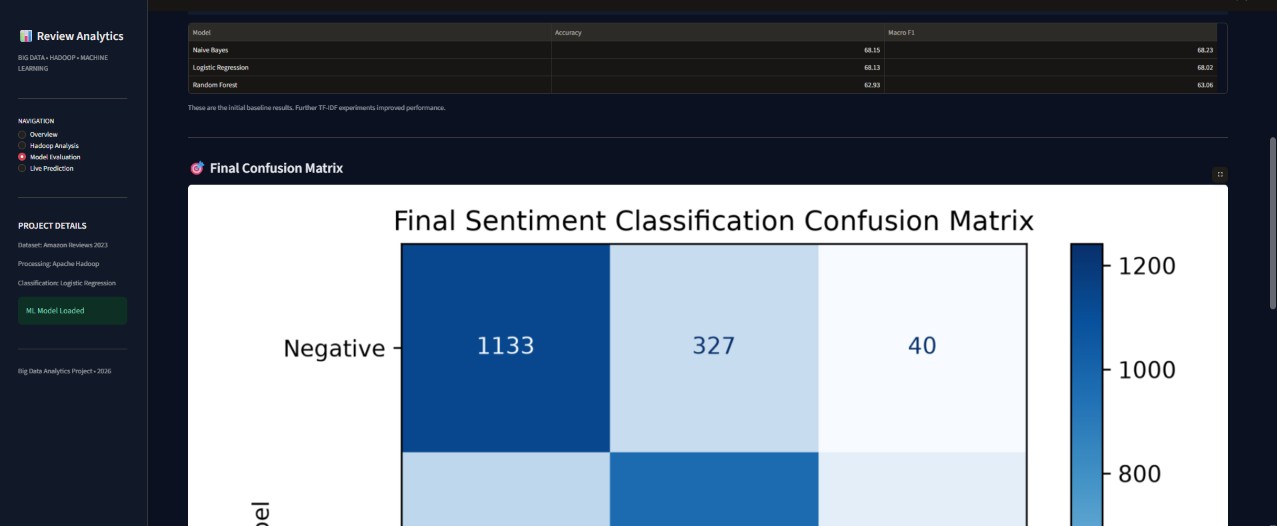 Review Analytics
BIG DATA • HADOOP • MACHINE
LEARNING
NAVIGATION
Overview
Hadoop Analysis
Model Evaluation
Live Prediction
PROJECT DETAILS
Dataset: Amazon Reviews 2023
Processing: Apache Hadoop
Classification: Logistic Regression
ML Model Loaded
Big Data Analytics Project • 2026
Model Accuracy Macro F1
Naive Bayes 68.15 68.23
Logistic Regression 68.13 68.02
Random Forest 62.93 63.06
These are the initial baseline results. Further TF-IDF experiments improved performance.
Final Confusion Matrix
Final Sentiment Classification Confusion Matrix
Negative 1133 327 40
1200
1000
800